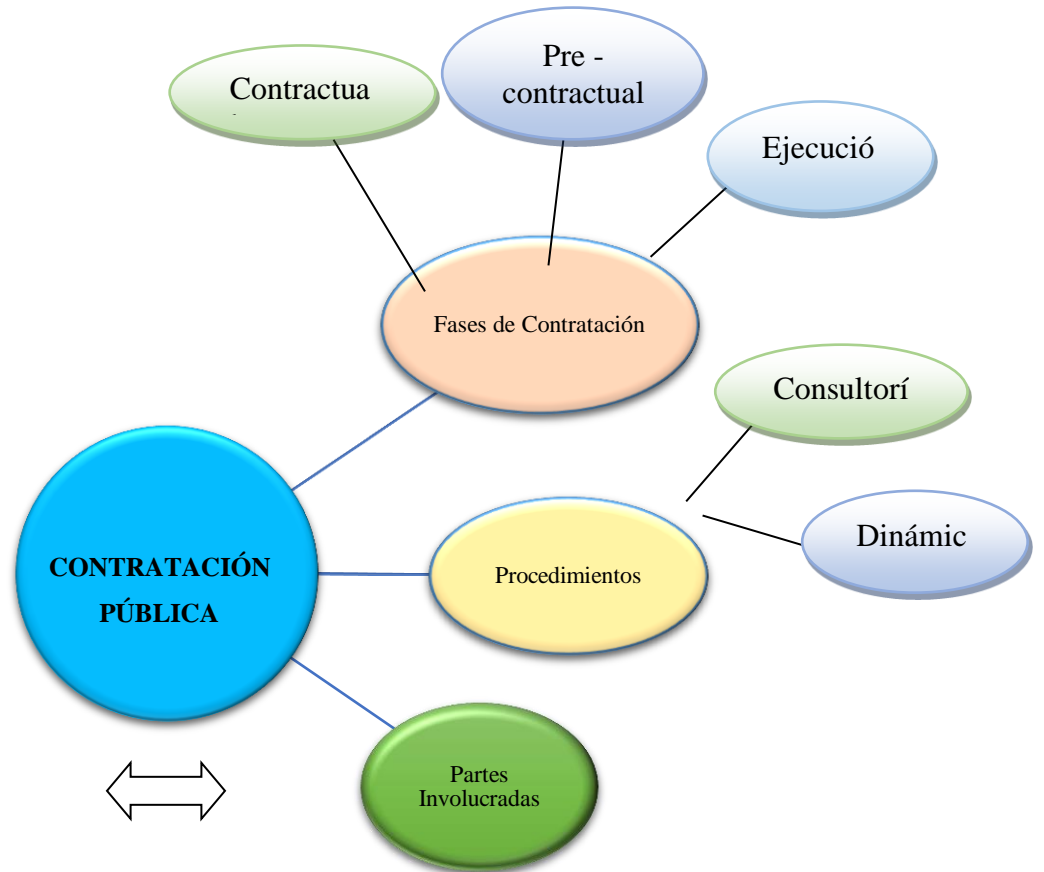 Pre -
contractual
Contractua
Ejecució
Fases de Contratación
Consultorí
Dinámic
CONTRATACIÓN
PÚBLICA
Procedimientos
Partes
Involucradas